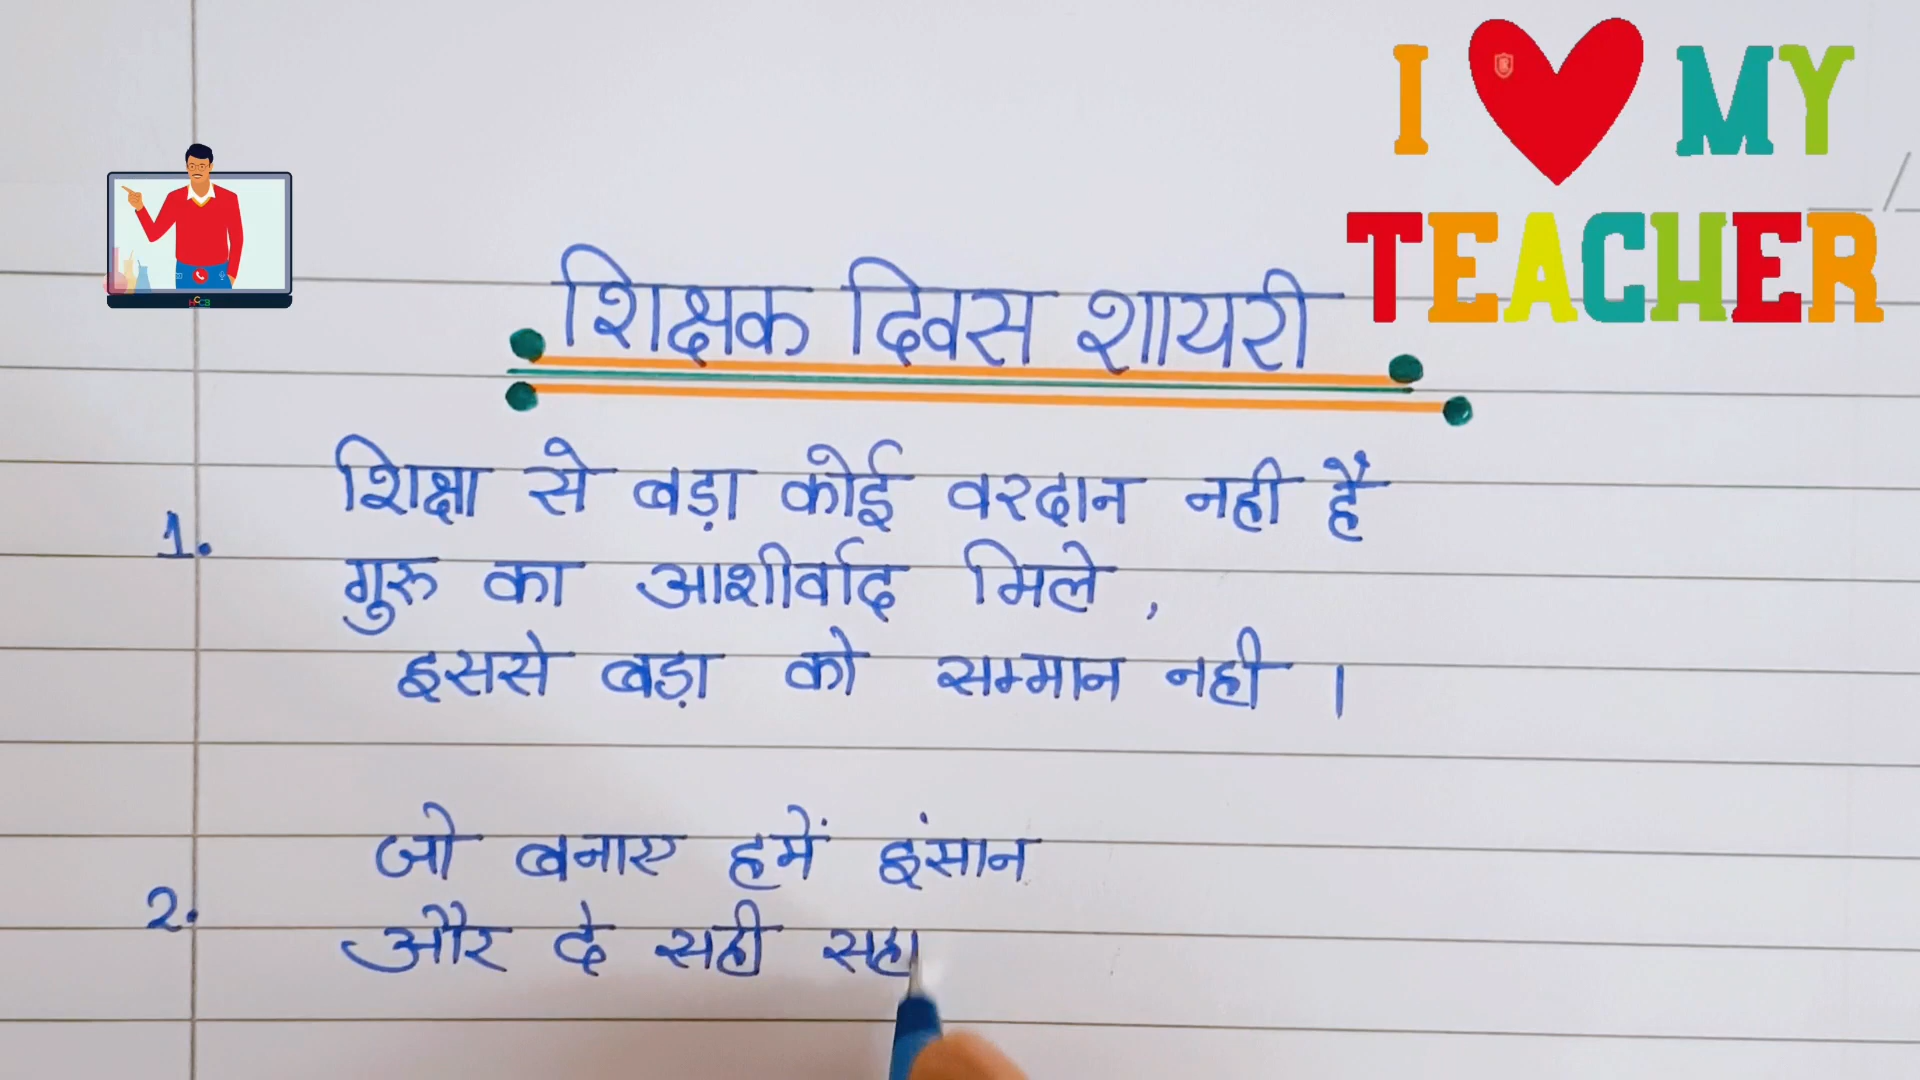 I MY
TEACHER
शिक्षक दिवस शायरी
1.
शिक्षा से बड़ा कोई वरदान नही है
गुरू का आशीर्वाद मिले ,
इससे बड़ा को सम्मान नही ।
2.
जो बनाए हमें इंसान
और दे सही सहा